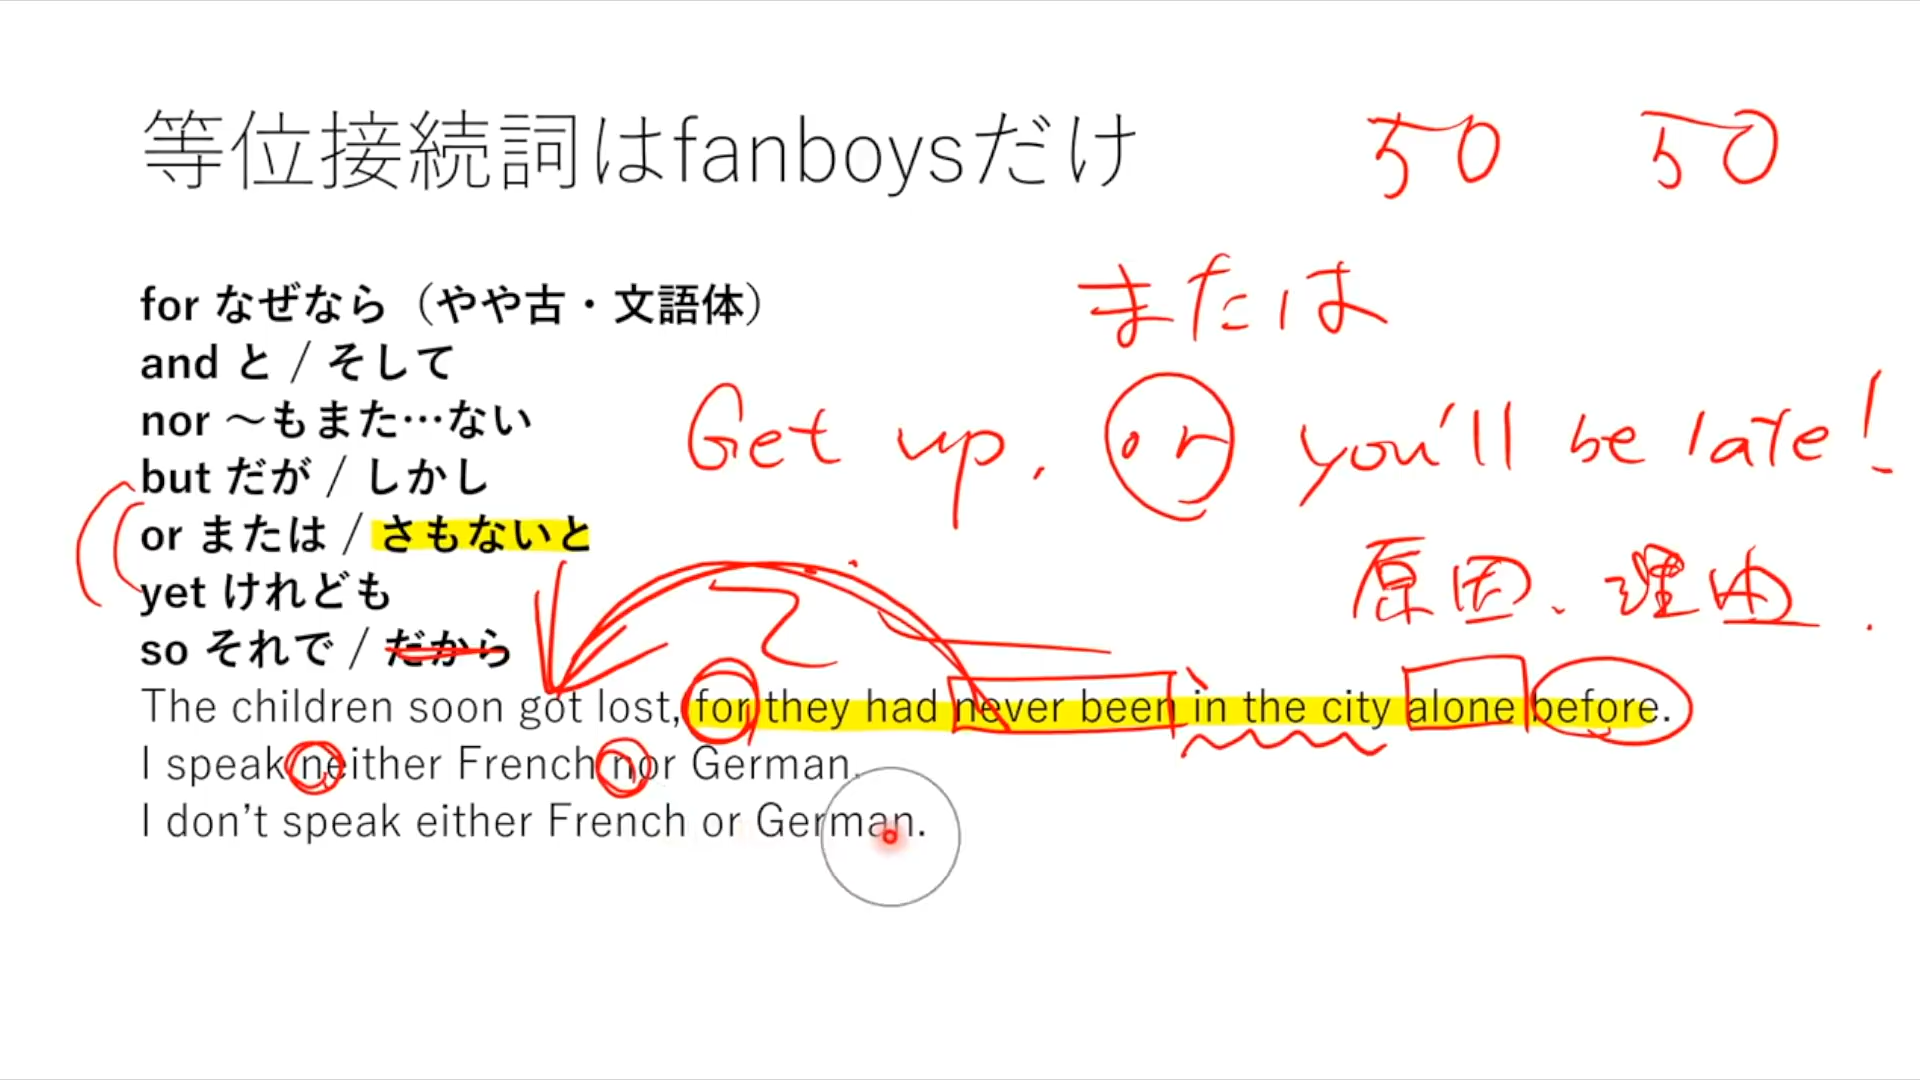 等位接続詞はfanboysだけ
50 50
for なぜなら（やや古・文語体）
または
and と / そして
nor ～もまた…ない
Get up, or you'll be late!
but だが / しかし
or または / さもないと
原因、理由.
yet けれども
so それで / だから
The children soon got lost, for they had never been in the city alone before.
I speak neither French nor German.
I don't speak either French or German.